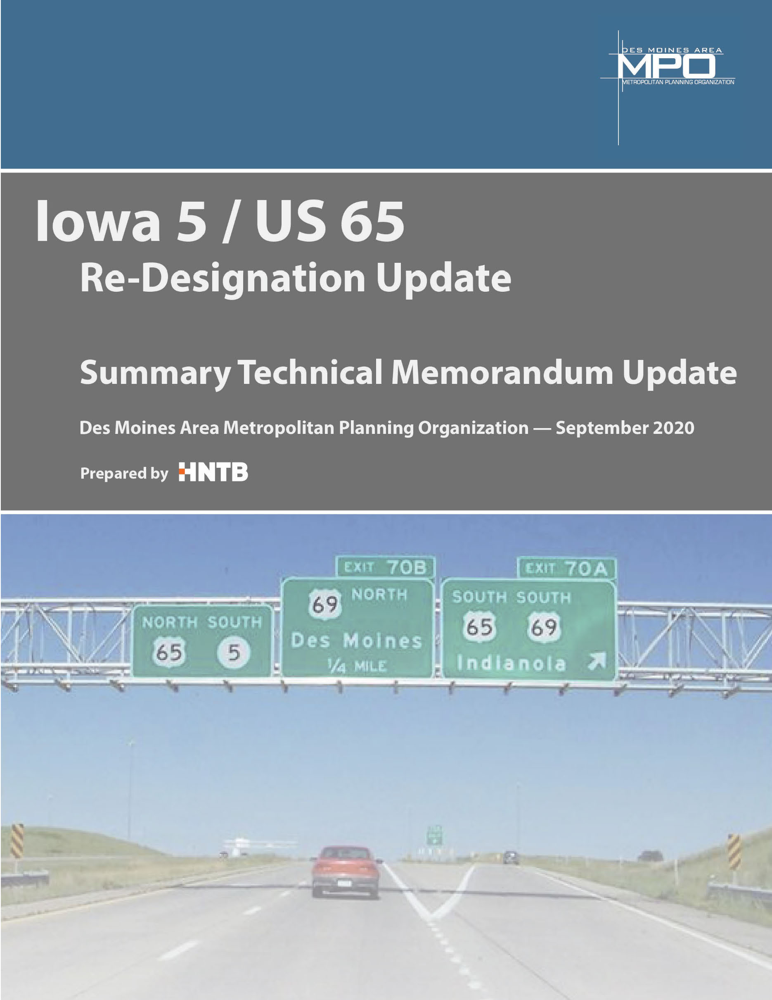 DES MOINES AREA
MPO
METROPOLITAN PLANNING ORGANIZATION
Iowa 5 / US 65
Re-Designation Update
Summary Technical Memorandum Update
Des Moines Area Metropolitan Planning Organization — September 2020
Prepared by HNTB
EXIT 70B
EXIT 70A
NORTH SOUTH
65 5
69 NORTH
Des Moines
1/4 MILE
SOUTH SOUTH
65 69
Indianola